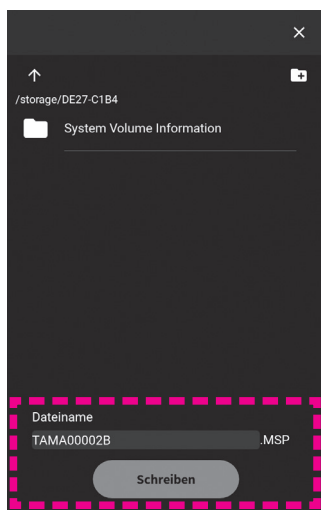 /storage/DE27-C1B4
System Volume Information
Dateiname
TAMA00002B .MSP
Schreiben